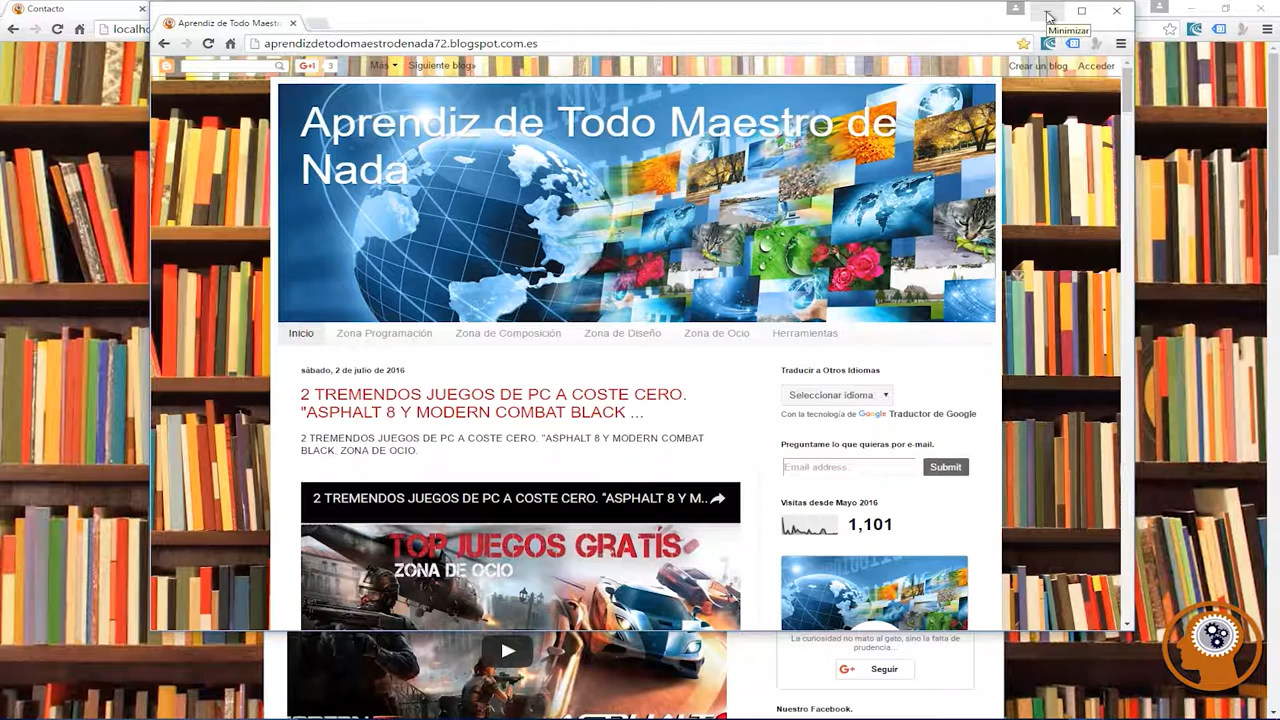 Contacto
Aprendiz de Todo Maestr
Minimizar
localh
aprendizdetodomaestrodenada72.blogspot.com.es
G+1 3 Más Siguiente blog» Crear un blog Acceder
Aprendiz de Todo Maestro de
Nada
Inicio Zona Programación Zona de Composición Zona de Diseño Zona de Ocio Herramientas
sábado, 2 de julio de 2016
2 TREMENDOS JUEGOS DE PC A COSTE CERO.
"ASPHALT 8 Y MODERN COMBAT BLACK ...
2 TREMENDOS JUEGOS DE PC A COSTE CERO. "ASPHALT 8 Y MODERN COMBAT
BLACK. ZONA DE OCIO.
2 TREMENDOS JUEGOS DE PC A COSTE CERO. "ASPHALT 8 Y M..
TOP JUEGOS GRATÍS
ZONA DE OCIO
Traducir a Otros Idiomas
Seleccionar idioma
Con la tecnología de Google Traductor de Google
Preguntame lo que quieras por e-mail.
Email address... Submit
Visitas desde Mayo 2016
1,101
La curiosidad no mato al gato, sino la falta de
prudencia...
G+ Seguir
Nuestro Facebook.